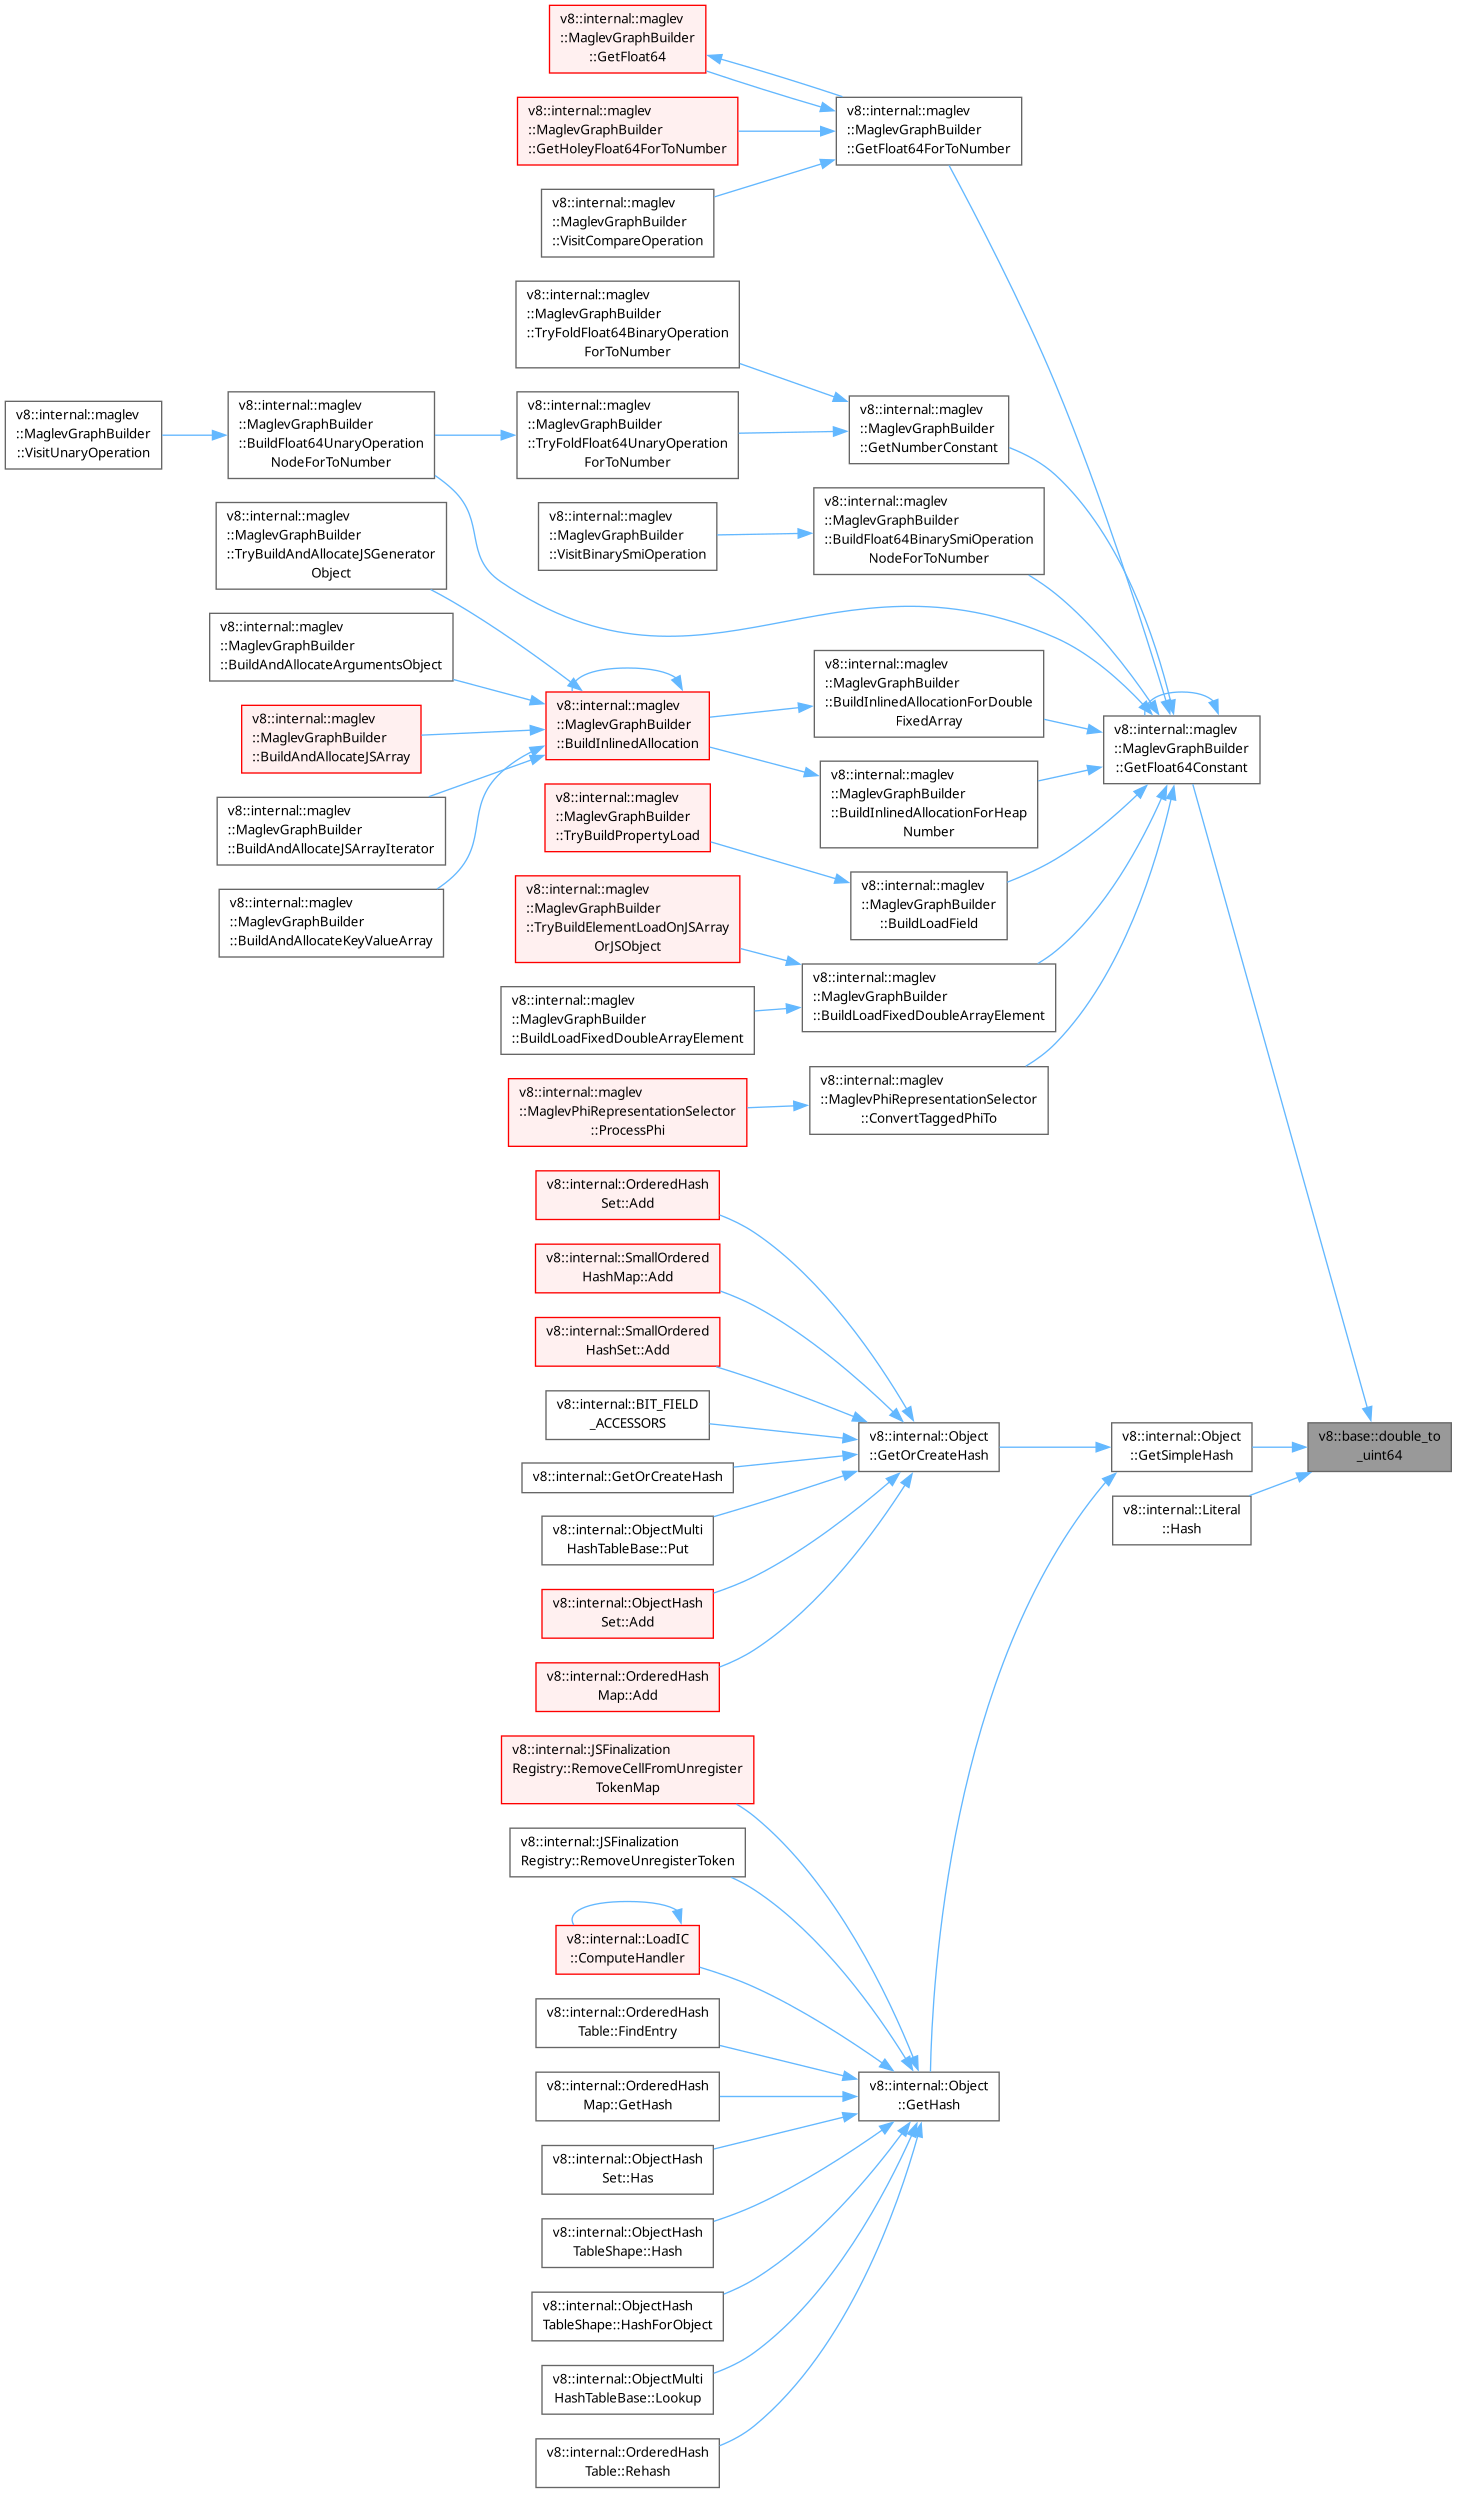 v8::internal::maglev
::MaglevGraphBuilder
::GetFloat64
v8::internal::maglev
::MaglevGraphBuilder
::GetHoleyFloat64ForToNumber
v8::internal::maglev
::MaglevGraphBuilder
::GetFloat64ForToNumber
v8::internal::maglev
::MaglevGraphBuilder
::VisitCompareOperation
v8::internal::maglev
::MaglevGraphBuilder
::TryFoldFloat64BinaryOperation
ForToNumber
v8::internal::maglev
::MaglevGraphBuilder
::VisitUnaryOperation
v8::internal::maglev
::MaglevGraphBuilder
::BuildFloat64UnaryOperation
NodeForToNumber
v8::internal::maglev
::MaglevGraphBuilder
::TryFoldFloat64UnaryOperation
ForToNumber
v8::internal::maglev
::MaglevGraphBuilder
::GetNumberConstant
v8::internal::maglev
::MaglevGraphBuilder
::TryBuildAndAllocateJSGenerator
Object
v8::internal::maglev
::MaglevGraphBuilder
::VisitBinarySmiOperation
v8::internal::maglev
::MaglevGraphBuilder
::BuildFloat64BinarySmiOperation
NodeForToNumber
v8::internal::maglev
::MaglevGraphBuilder
::BuildAndAllocateArgumentsObject
v8::internal::maglev
::MaglevGraphBuilder
::BuildInlinedAllocationForDouble
FixedArray
v8::internal::maglev
::MaglevGraphBuilder
::BuildAndAllocateJSArray
v8::internal::maglev
::MaglevGraphBuilder
::BuildInlinedAllocation
v8::internal::maglev
::MaglevGraphBuilder
::GetFloat64Constant
v8::internal::maglev
::MaglevGraphBuilder
::BuildInlinedAllocationForHeap
Number
v8::internal::maglev
::MaglevGraphBuilder
::BuildAndAllocateJSArrayIterator
v8::internal::maglev
::MaglevGraphBuilder
::TryBuildPropertyLoad
v8::internal::maglev
::MaglevGraphBuilder
::BuildLoadField
v8::internal::maglev
::MaglevGraphBuilder
::BuildAndAllocateKeyValueArray
v8::internal::maglev
::MaglevGraphBuilder
::TryBuildElementLoadOnJSArray
OrJSObject
v8::internal::maglev
::MaglevGraphBuilder
::BuildLoadFixedDoubleArrayElement
v8::internal::maglev
::MaglevGraphBuilder
::BuildLoadFixedDoubleArrayElement
v8::internal::maglev
::MaglevPhiRepresentationSelector
::ProcessPhi
v8::internal::maglev
::MaglevPhiRepresentationSelector
::ConvertTaggedPhiTo
v8::internal::OrderedHash
Set::Add
v8::internal::SmallOrdered
HashMap::Add
v8::internal::SmallOrdered
HashSet::Add
v8::internal::BIT_FIELD
_ACCESSORS
v8::internal::Object
::GetOrCreateHash
v8::internal::Object
::GetSimpleHash
v8::base::double_to
_uint64
v8::internal::GetOrCreateHash
v8::internal::Literal
::Hash
v8::internal::ObjectMulti
HashTableBase::Put
v8::internal::ObjectHash
Set::Add
v8::internal::OrderedHash
Map::Add
v8::internal::JSFinalization
Registry::RemoveCellFromUnregister
TokenMap
v8::internal::JSFinalization
Registry::RemoveUnregisterToken
v8::internal::LoadIC
::ComputeHandler
v8::internal::OrderedHash
Table::FindEntry
v8::internal::OrderedHash
Map::GetHash
v8::internal::Object
::GetHash
v8::internal::ObjectHash
Set::Has
v8::internal::ObjectHash
TableShape::Hash
v8::internal::ObjectHash
TableShape::HashForObject
v8::internal::ObjectMulti
HashTableBase::Lookup
v8::internal::OrderedHash
Table::Rehash